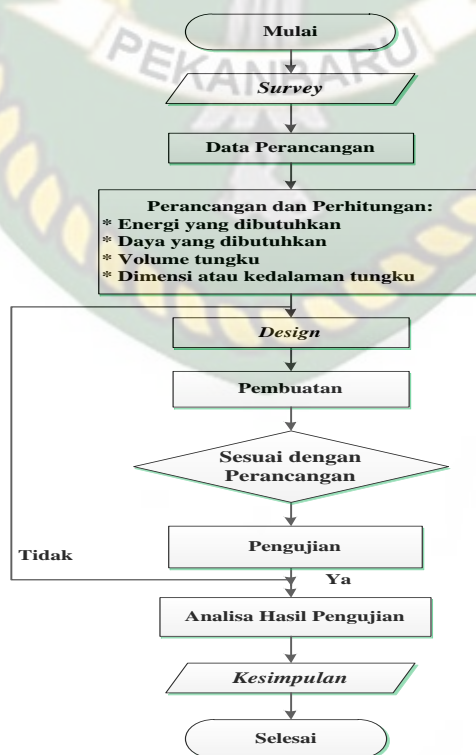 Mulai
PEKANBARU
Survey
Data Perancangan
Perancangan dan Perhitungan:
* Energi yang dibutuhkan
* Daya yang dibutuhkan
* Volume tungku
* Dimensi atau kedalaman tungku
Design
Pembuatan
Sesuai dengan
Perancangan
Pengujian
Tidak
Ya
Analisa Hasil Pengujian
Kesimpulan
Selesai